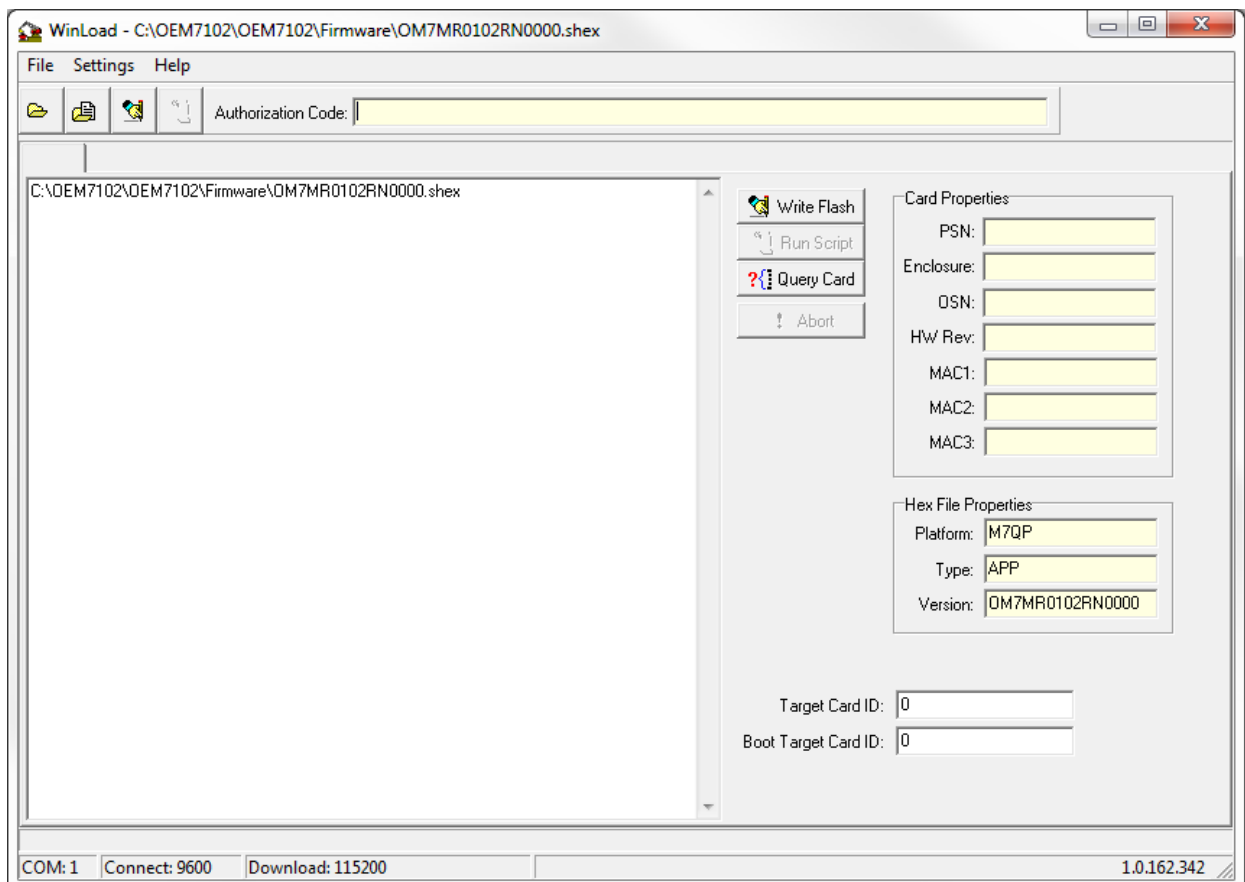 WinLoad - C:\OEM7102\OEM7102\Firmware\OM7MR0102RN0000.shex
File Settings Help
Authorization Code:
C:\OEM7102\OEM7102\Firmware\OM7MR0102RN0000.shex
Write Flash
Run Script
?{ Query Card
! Abort
Card Properties
PSN:
Enclosure:
OSN:
HW Rev:
MAC1:
MAC2:
MAC3:
Hex File Properties
Platform: M7QP
Type: APP
Version: OM7MR0102RN0000
Target Card ID: 0
Boot Target Card ID: 0
COM: 1 Connect: 9600 Download: 115200 1.0.162.342